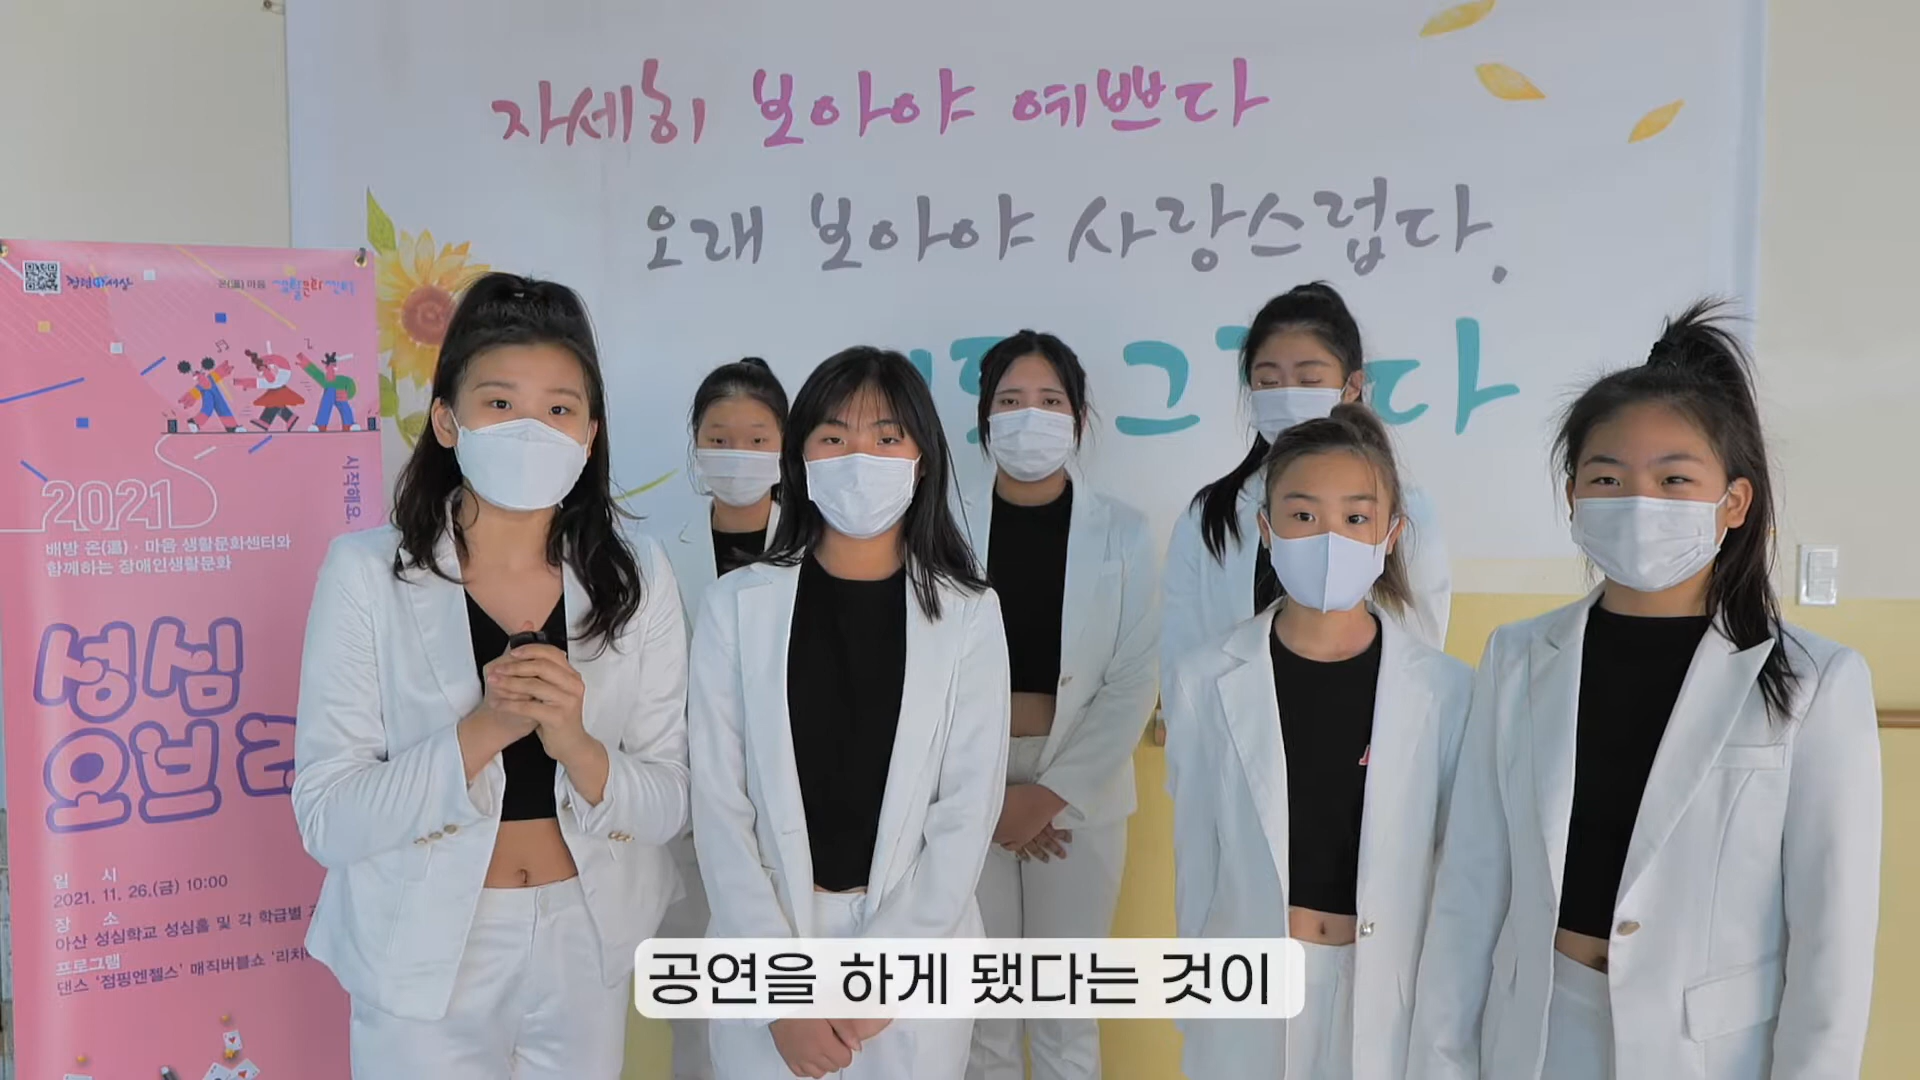 자세히 보아야 예쁘다
오래 보아야 사랑스럽다.
그
다
온(溫) 마음
시작해요.
2021
배방 온(溫) · 마음 생활문화센터와
함께하는 장애인생활문화
성심
오브
일 시
2021. 11. 26.(금) 10:00
장 소
아산 성심학교 성심홀 및 각 학급별
프로그램
댄스 '점핑엔젤스' 매직버블쇼
공연을 하게 됐다는 것이